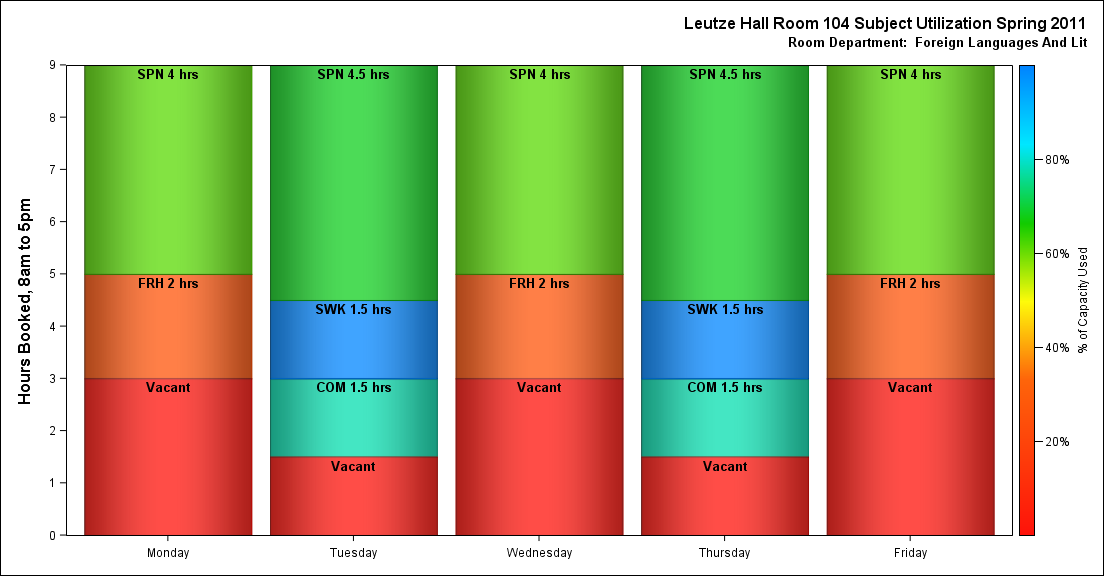 Leutze Hall Room 104 Subject Utilization Spring 2011
Room Department:  Foreign Languages And Lit
Hours Booked, 8am to 5pm
9
8
7
6
5
4
3
2
1
0
SPN 4 hrs
FRH 2 hrs
Vacant
SPN 4.5 hrs
SWK 1.5 hrs
COM 1.5 hrs
Vacant
SPN 4 hrs
FRH 2 hrs
Vacant
SPN 4.5 hrs
SWK 1.5 hrs
COM 1.5 hrs
Vacant
SPN 4 hrs
FRH 2 hrs
Vacant
Monday
Tuesday
Wednesday
Thursday
Friday
80%
60%
40%
20%
% of Capacity Used